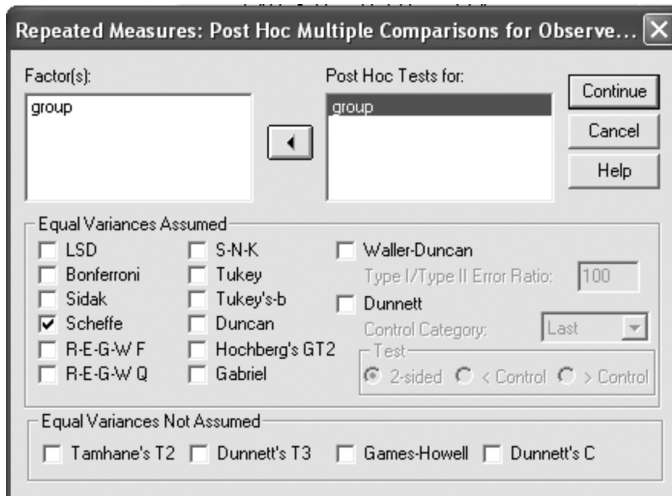 Repeated Measures: Post Hoc Multiple Comparisons for Observe...
Factor(s):
group
Post Hoc Tests for:
group
Continue
Cancel
Help
Equal Variances Assumed
LSD
Bonferroni
Sidak
Scheffe
R-E-G-W F
R-E-G-W Q
S-N-K
Tukey
Tukey's-b
Duncan
Hochberg's GT2
Gabriel
Waller-Duncan
Type I/Type II Error Ratio: 100
Dunnett
Control Category: Last
Test
2-sided < Control > Control
Equal Variances Not Assumed
Tamhane's T2 Dunnett's T3 Games-Howell Dunnett's C